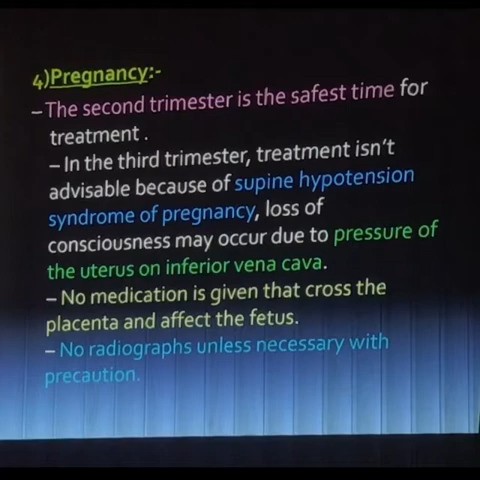 4)Pregnancy:-
– The second trimester is the safest time for
treatment .
– In the third trimester, treatment isn't
advisable because of supine hypotension
syndrome of pregnancy, loss of
consciousness may occur due to pressure of
the uterus on inferior vena cava.
– No medication is given that cross the
placenta and affect the fetus.
– No radiographs unless necessary with
precaution.